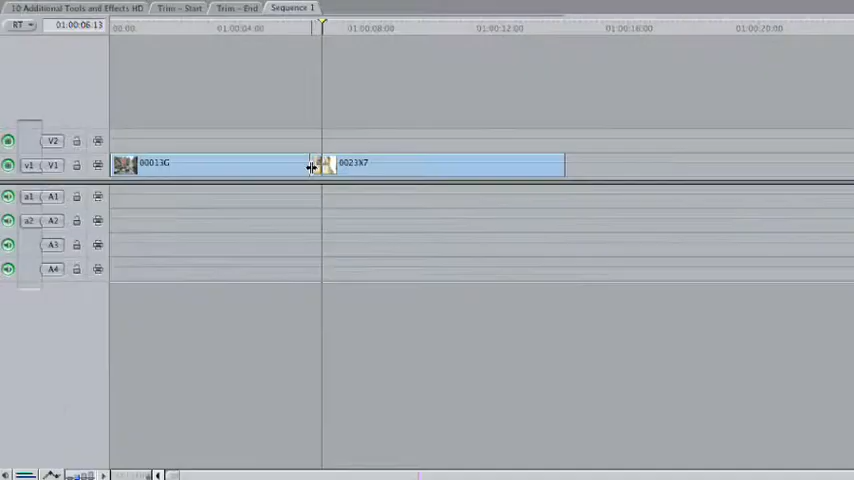 10 Additional Tools and Effects HD Trim – Start Trim – End Sequence 1
RT 01:00:06:13 00:00 01:00:04:00 01:00:08:00 01:00:12:00 01:00:16:00 01:00:20:00
V2
v1 V1 00013G 0023X7
a1 A1
a2 A2
A3
A4